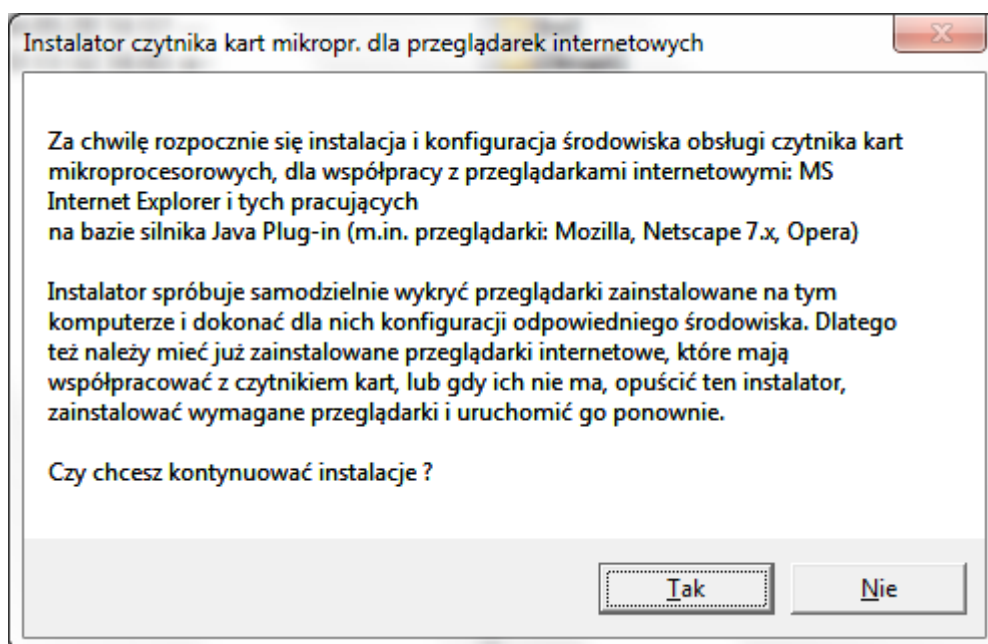 Instalator czytnika kart mikropr. dla przeglądarek internetowych
Za chwilę rozpocznie się instalacja i konfiguracja środowiska obsługi czytnika kart
mikroprocesorowych, dla współpracy z przeglądarkami internetowymi: MS
Internet Explorer i tych pracujących
na bazie silnika Java Plug-in (m.in. przeglądarki: Mozilla, Netscape 7.x, Opera)
Instalator spróbuje samodzielnie wykryć przeglądarki zainstalowane na tym
komputerze i dokonać dla nich konfiguracji odpowiedniego środowiska. Dlatego
też należy mieć już zainstalowane przeglądarki internetowe, które mają
współpracować z czytnikiem kart, lub gdy ich nie ma, opuścić ten instalator,
zainstalować wymagane przeglądarki i uruchomić go ponownie.
Czy chcesz kontynuować instalacje ?
Tak
Nie